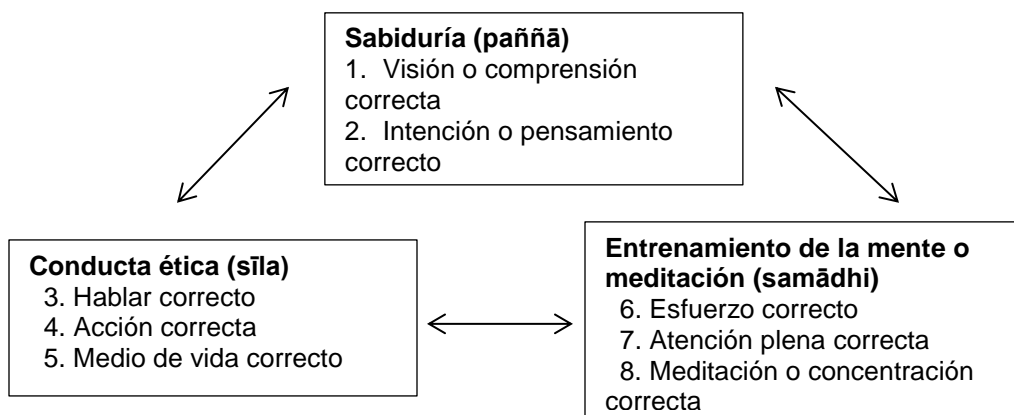 Sabiduría (paññā)
1. Visión o comprensión
correcta
2. Intención o pensamiento
correcto
Conducta ética (sīla)
3. Hablar correcto
4. Acción correcta
5. Medio de vida correcto
Entrenamiento de la mente o
meditación (samādhi)
6. Esfuerzo correcto
7. Atención plena correcta
8. Meditación o concentración
correcta